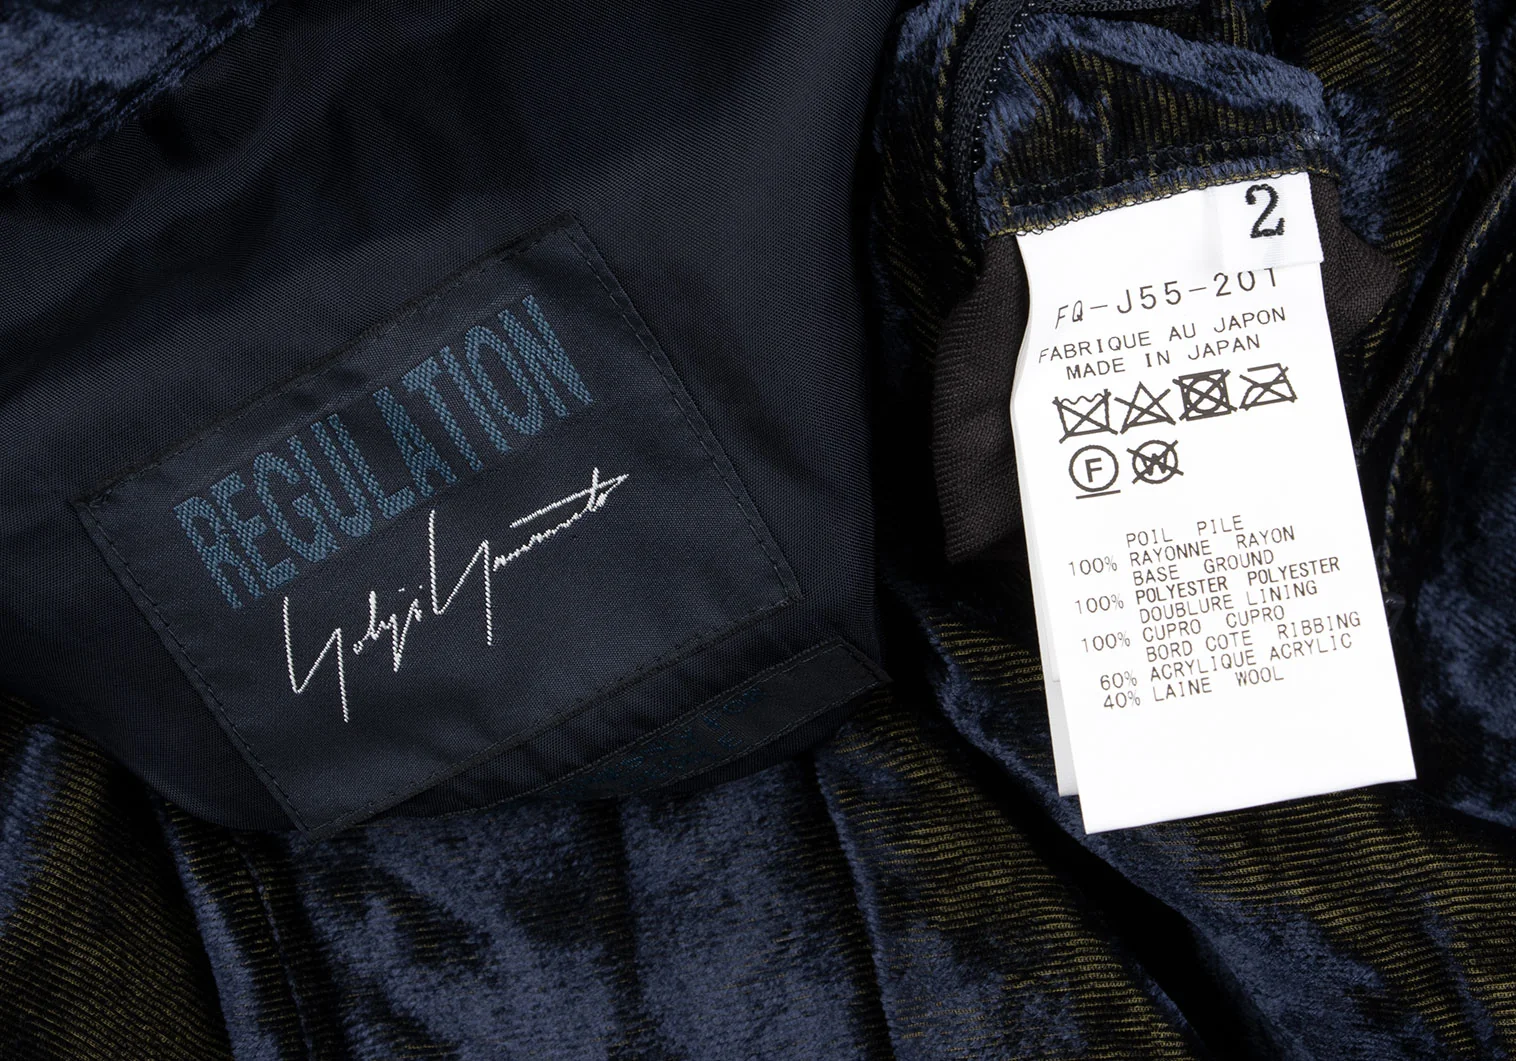 REGULATION
Yohji Yamamoto
2
FQ-J55-201
FABRIQUE AU JAPON
MADE IN JAPAN
F
W
POIL PILE
100% RAYONNE RAYON
BASE GROUND
100% POLYESTER POLYESTER
DOUBLURE LINING
100% CUPRO CUPRO
BORD COTE RIBBING
60% ACRYLIQUE ACRYLIC
40% LAINE WOOL